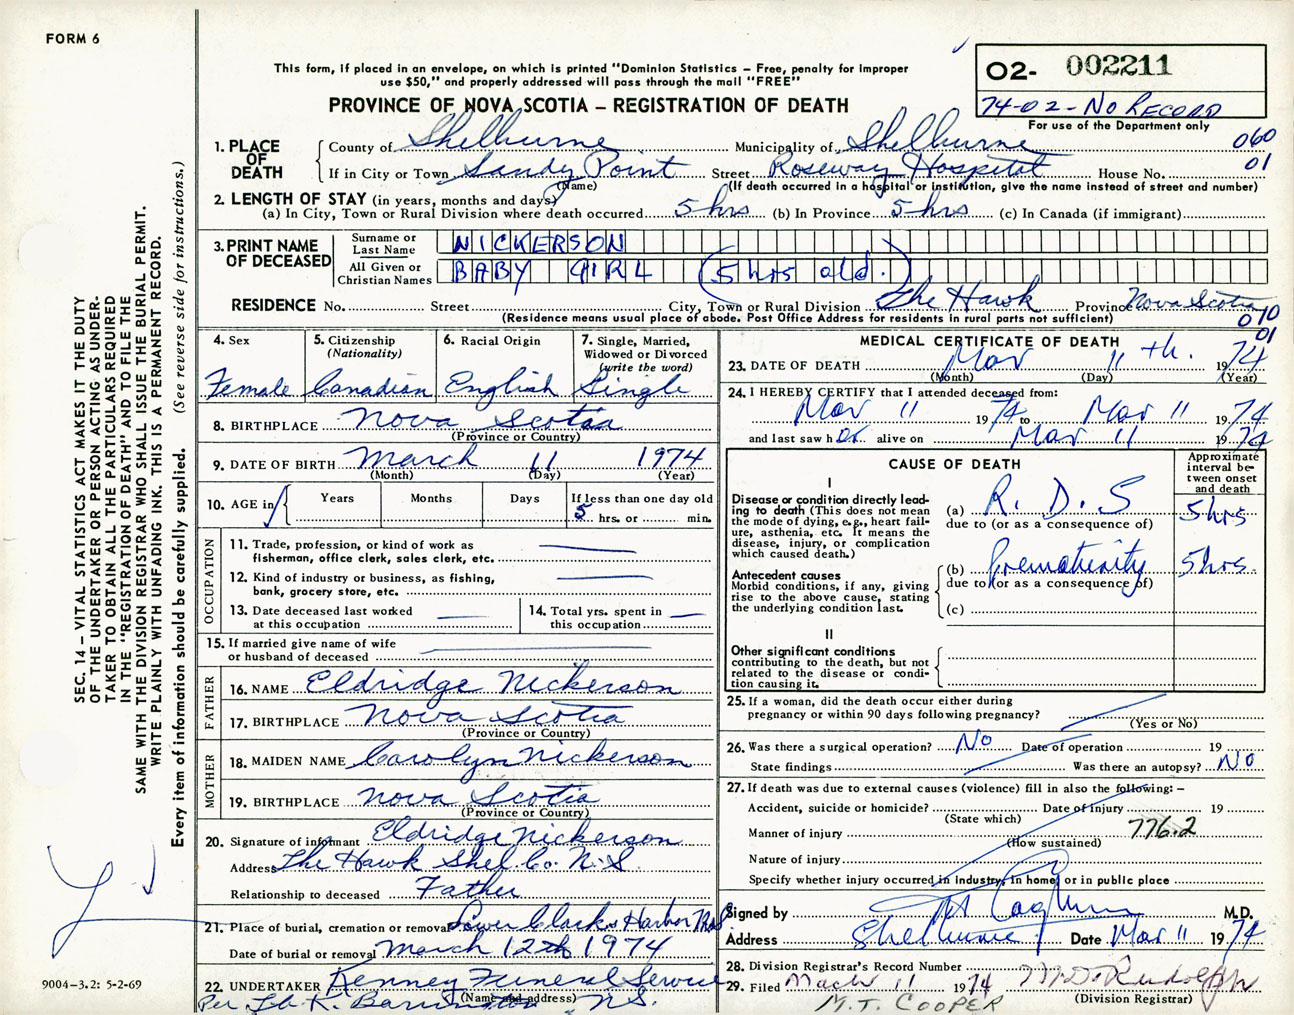 FORM 6
This form, if placed in an envelope, on which is printed "Dominion Statistics – Free, penalty for improper
use $50," and properly addressed will pass through the mail "FREE"
PROVINCE OF NOVA SCOTIA – REGISTRATION OF DEATH
O2- 002211
74-02 - No RECORD
For use of the Department only
060
01
1. PLACE OF DEATH
County of Shelburne Municipality of Shelburne
If in City or Town Sandy Point Street Roseway Hospital House No.
(Name) (If death occurred in a hospital or institution, give the name instead of street and number)
2. LENGTH OF STAY (in years, months and days)
(a) In City, Town or Rural Division where death occurred 5 hrs (b) In Province 5 hrs (c) In Canada (if immigrant)
3. PRINT NAME OF DECEASED
Surname or Last Name NICKERSON
All Given or Christian Names BABY GIRL (5 hrs old.)
RESIDENCE No. Street City, Town or Rural Division The Hawk Province Nova Scotia
(Residence means usual place of abode. Post Office Address for residents in rural parts not sufficient)
010
01
4. Sex Female
5. Citizenship (Nationality) Canadian
6. Racial Origin English
7. Single, Married, Widowed or Divorced (write the word) Single
8. BIRTHPLACE Nova Scotia
(Province or Country)
9. DATE OF BIRTH March 11 1974
(Month) (Day) (Year)
10. AGE in Years Months Days If less than one day old
5 hrs. or min.
OCCUPATION
11. Trade, profession, or kind of work as
fisherman, office clerk, sales clerk, etc.
12. Kind of industry or business, as fishing,
bank, grocery store, etc.
13. Date deceased last worked
at this occupation
14. Total yrs. spent in
this occupation
15. If married give name of wife
or husband of deceased
FATHER
16. NAME Eldridge Nickerson
17. BIRTHPLACE Nova Scotia
(Province or Country)
MOTHER
18. MAIDEN NAME Carolyn Nickerson
19. BIRTHPLACE Nova Scotia
(Province or Country)
20. Signature of informant Eldridge Nickerson
Address The Hawk Shel. Co. N.S.
Relationship to deceased Father
21. Place of burial, cremation or removal Lower Clarks Harbor N.S.
Date of burial or removal March 12th 1974
22. UNDERTAKER Kenney Funeral Service
(Name and address)
Per Barrington N.S.
MEDICAL CERTIFICATE OF DEATH
23. DATE OF DEATH Mar 11th. 1974
(Month) (Day) (Year)
24. I HEREBY CERTIFY that I attended deceased from:
Mar 11 1974 to Mar 11 1974
and last saw her alive on Mar 11 1974
CAUSE OF DEATH
Approximate interval between onset and death
I
Disease or condition directly leading to death (This does not mean the mode of dying, e.g., heart failure, asthenia, etc. It means the disease, injury, or complication which caused death.)
(a) R.D.S 5 hrs
due to (or as a consequence of)
Antecedent causes
Morbid conditions, if any, giving rise to the above cause, stating the underlying condition last.
(b) Prematurity 5 hrs.
due to (or as a consequence of)
(c)
II
Other significant conditions
contributing to the death, but not related to the disease or condition causing it.
25. If a woman, did the death occur either during
pregnancy or within 90 days following pregnancy?
(Yes or No)
26. Was there a surgical operation? No Date of operation 19
State findings Was there an autopsy? No
27. If death was due to external causes (violence) fill in also the following: –
Accident, suicide or homicide? Date of injury 19
(State which)
Manner of injury 776.2
(How sustained)
Nature of injury
Specify whether injury occurred in industry, in home, or in public place
Signed by M.D.
Address Shelburne Date Mar 11 1974
28. Division Registrar's Record Number
29. Filed March 11 1974 M.D. Rudolph
(Division Registrar)
M.T. COOPER
SEC. 14 – VITAL STATISTICS ACT MAKES IT THE DUTY
OF THE UNDERTAKER OR PERSON ACTING AS UNDER-
TAKER TO OBTAIN ALL THE PARTICULARS REQUIRED
IN THE "REGISTRATION OF DEATH" AND TO FILE THE
SAME WITH THE DIVISION REGISTRAR WHO SHALL ISSUE THE BURIAL PERMIT.
WRITE PLAINLY WITH UNFADING INK. THIS IS A PERMANENT RECORD.
Every item of information should be carefully supplied. (See reverse side for instructions.)
9004-3.2: 5-2-69